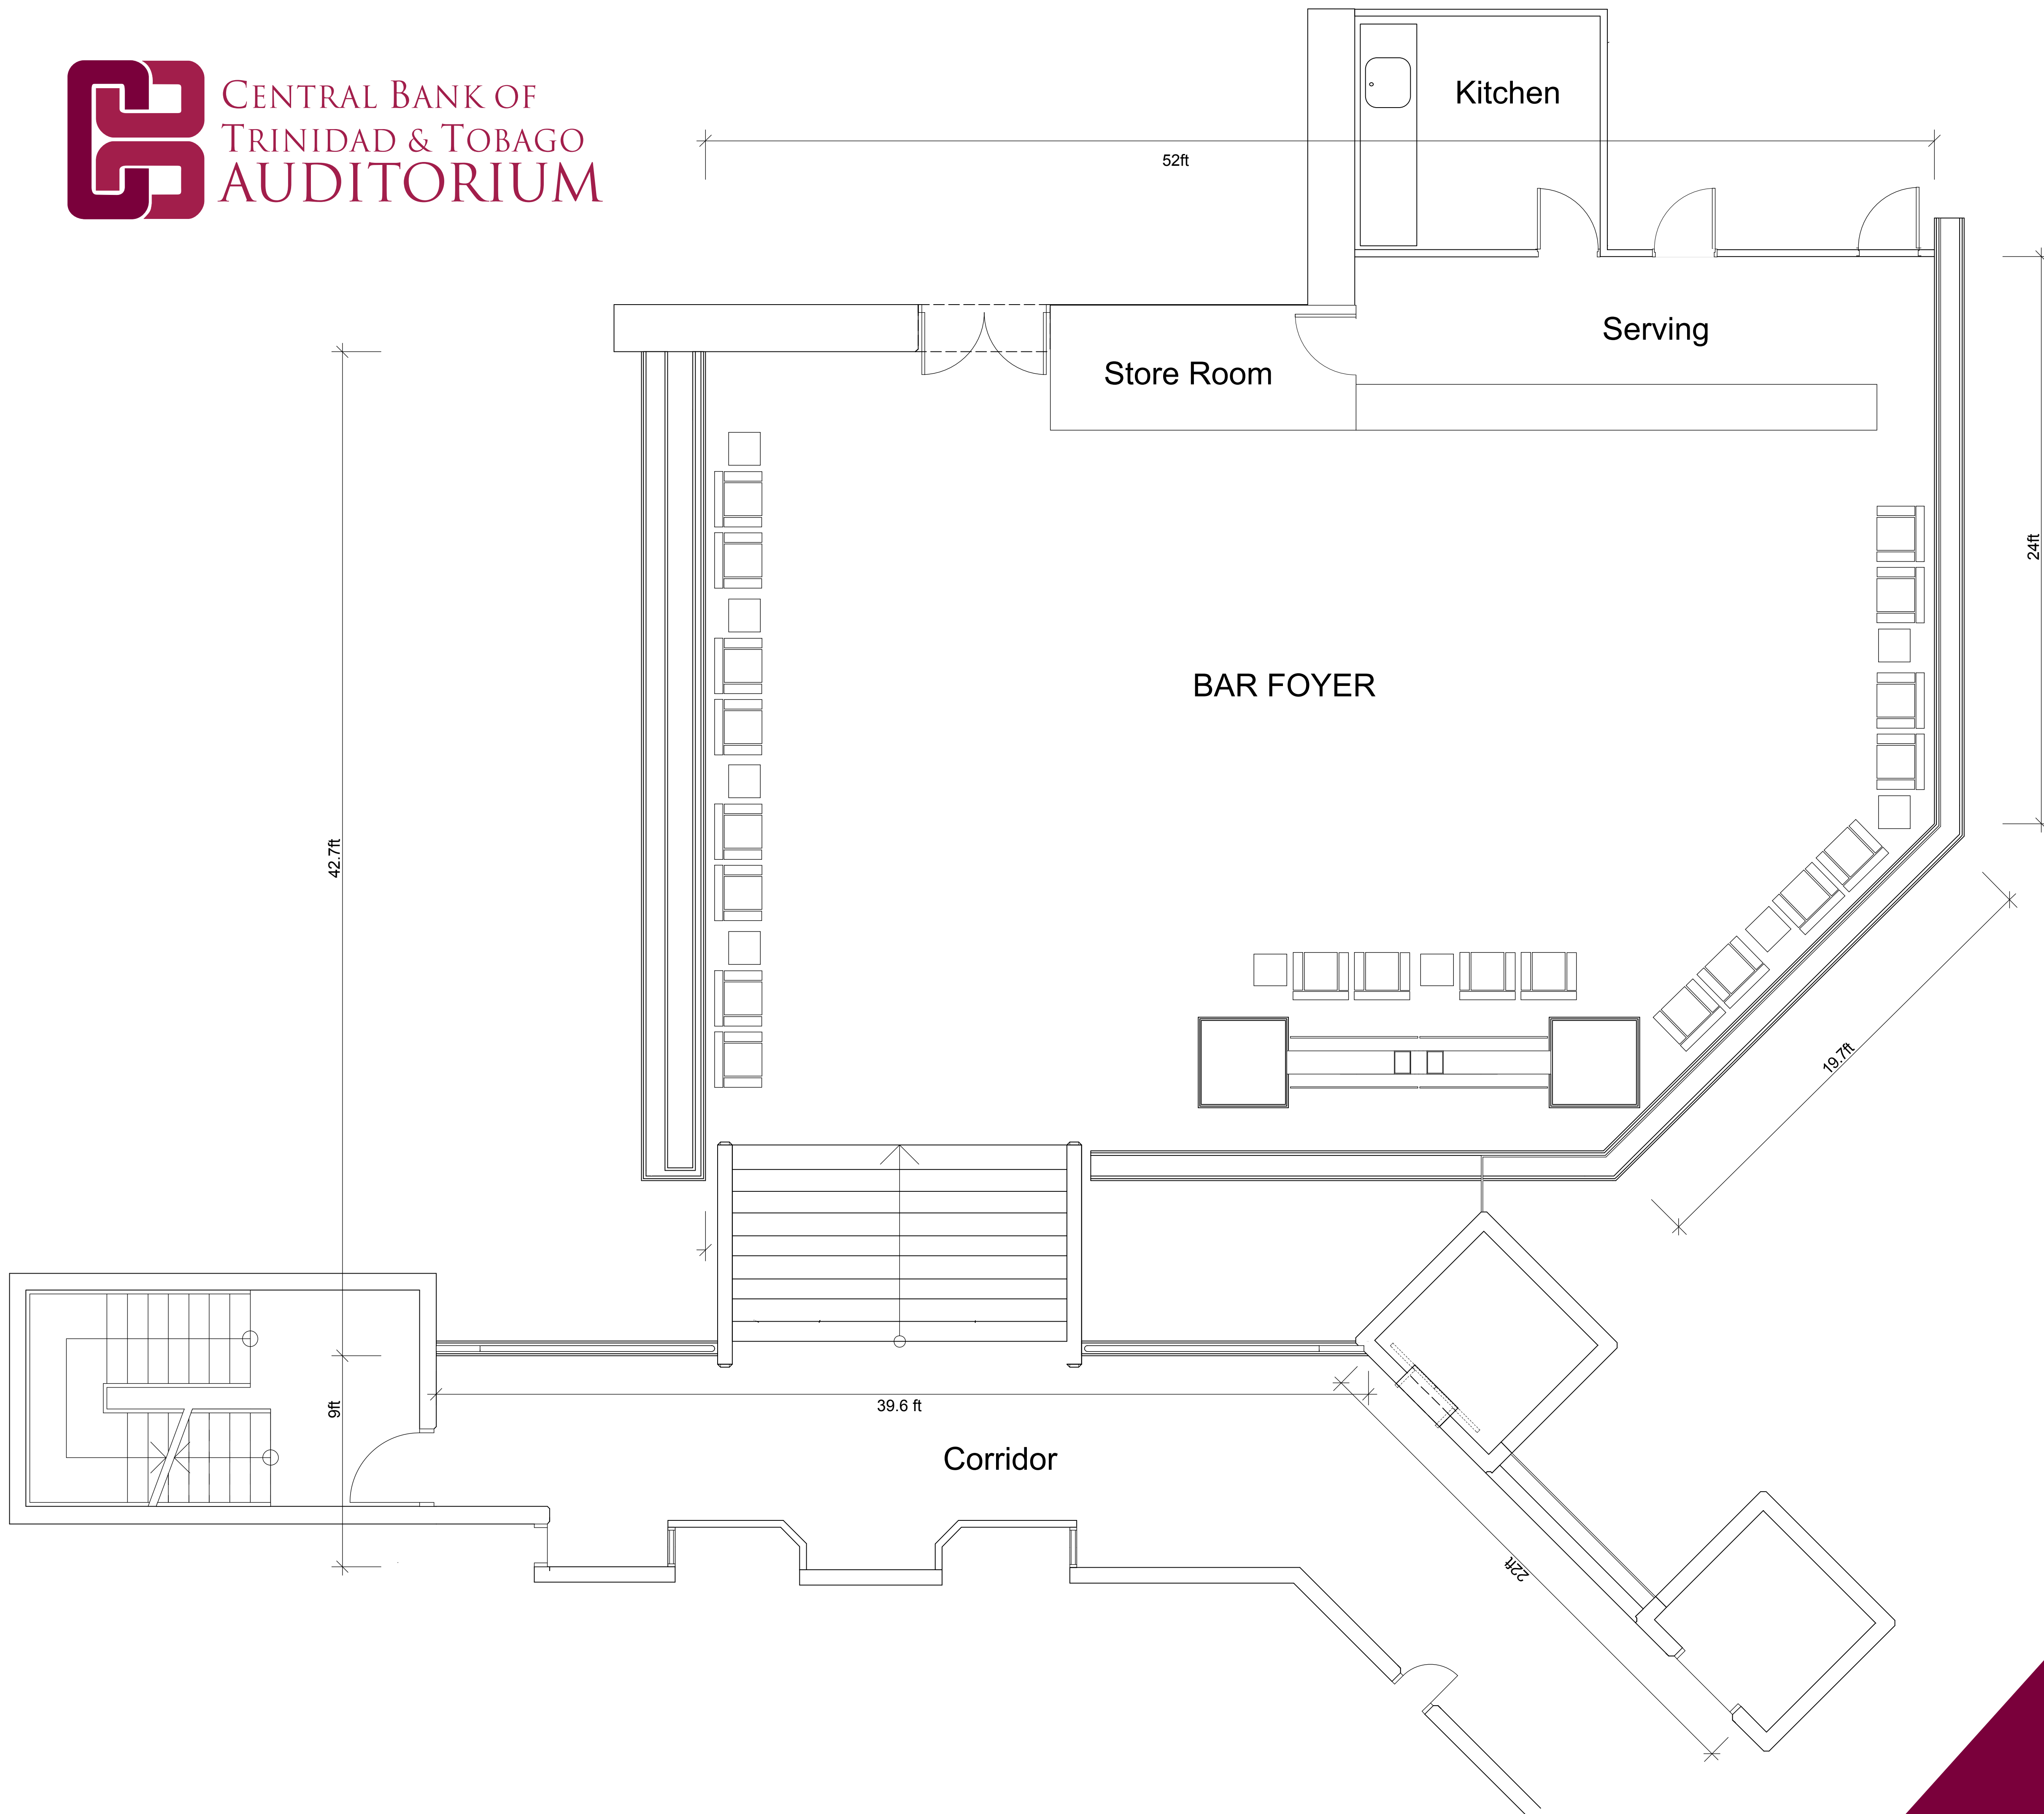 CENTRAL BANK OF
TRINIDAD & TOBAGO
AUDITORIUM
Kitchen
52ft
Serving
Store Room
24ft
BAR FOYER
42.7ft
19.7ft
39.6 ft
9ft
Corridor
22ft